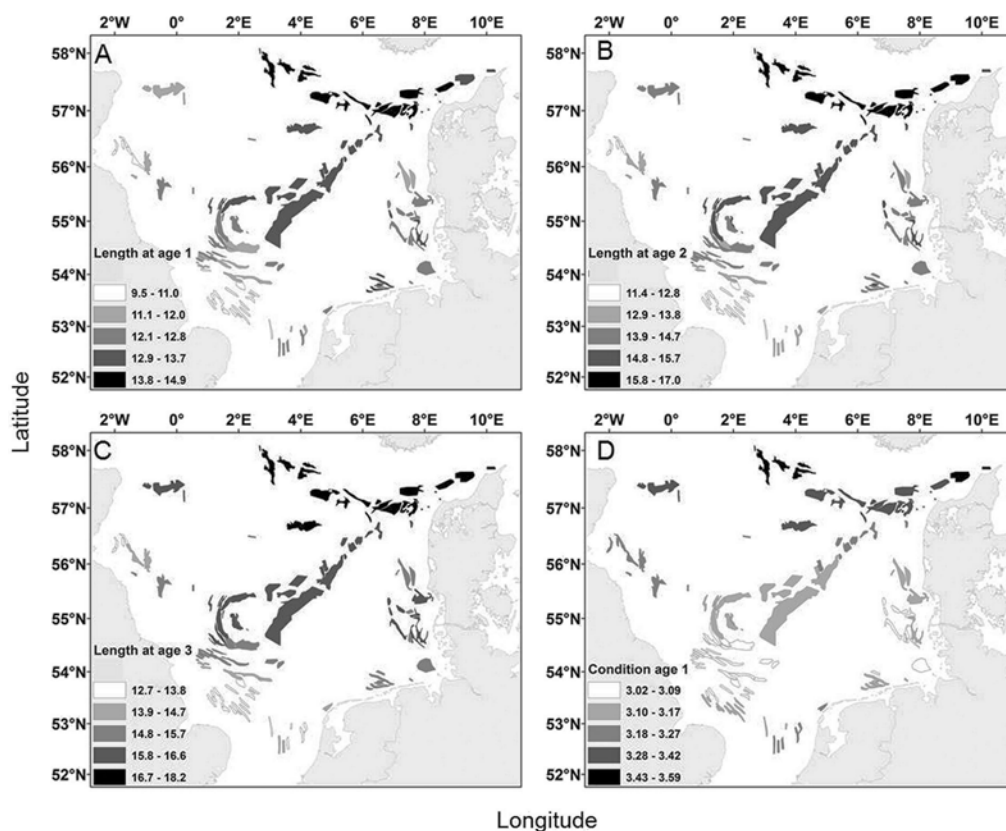 2°W 0° 2°E 4°E 6°E 8°E 10°E
2°W 0° 2°E 4°E 6°E 8°E 10°E
A
58°N
57°N
56°N
55°N
54°N
53°N
52°N
Length at age 1
9.5 - 11.0
11.1 - 12.0
12.1 - 12.8
12.9 - 13.7
13.8 - 14.9
B
58°N
57°N
56°N
55°N
54°N
53°N
52°N
Length at age 2
11.4 - 12.8
12.9 - 13.8
13.9 - 14.7
14.8 - 15.7
15.8 - 17.0
Latitude
2°W 0° 2°E 4°E 6°E 8°E 10°E
2°W 0° 2°E 4°E 6°E 8°E 10°E
C
58°N
57°N
56°N
55°N
54°N
53°N
52°N
Length at age 3
12.7 - 13.8
13.9 - 14.7
14.8 - 15.7
15.8 - 16.6
16.7 - 18.2
D
58°N
57°N
56°N
55°N
54°N
53°N
52°N
Condition age 1
3.02 - 3.09
3.10 - 3.17
3.18 - 3.27
3.28 - 3.42
3.43 - 3.59
Longitude